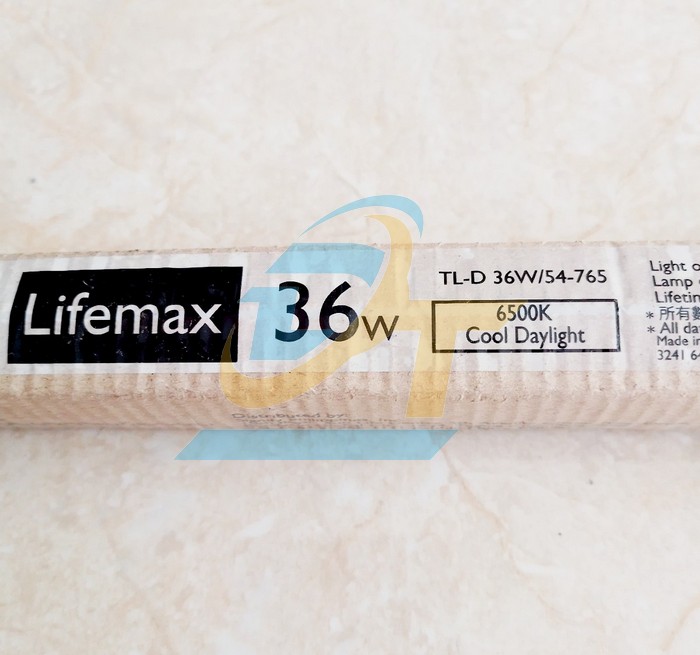 Lifemax
36W
TL-D 36W/54-765
6500K
Cool Daylight
Light o
Lamp
Lifetin
* 所有
* All da
Made in
3241 6
Distributed by: